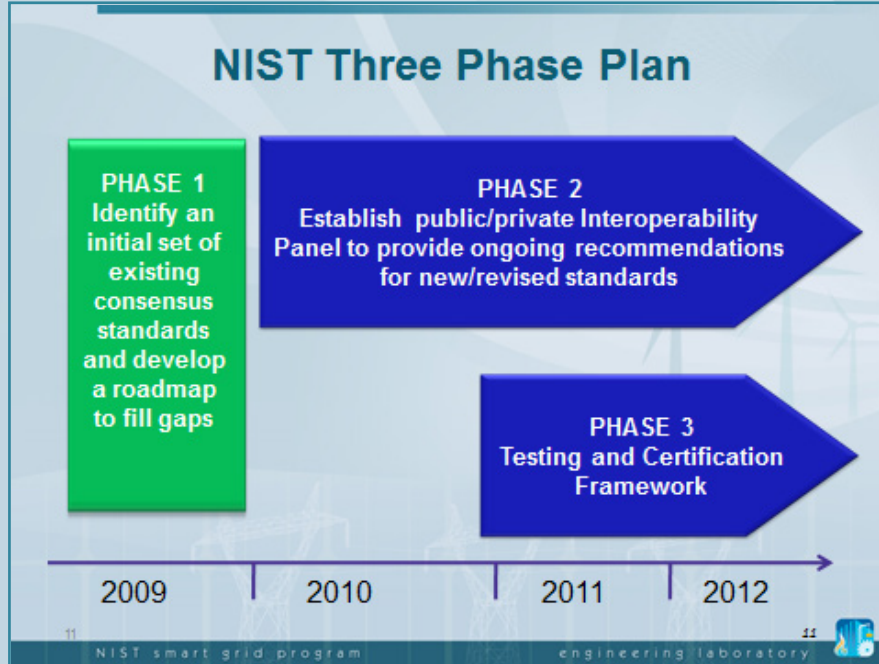 NIST Three Phase Plan
PHASE 1
Identify an
initial set of
existing
consensus
standards
and develop
a roadmap
to fill gaps
PHASE 2
Establish public/private Interoperability
Panel to provide ongoing recommendations
for new/revised standards
PHASE 3
Testing and Certification
Framework
2009 2010 2011 2012
11 11
NIST smart grid program engineering laboratory